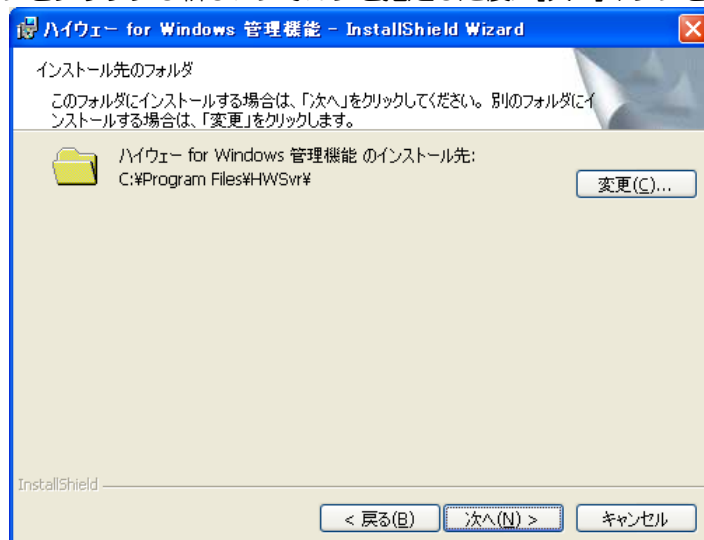 ハイウェー for Windows 管理機能 - InstallShield Wizard
インストール先のフォルダ
このフォルダにインストールする場合は、「次へ」をクリックしてください。別のフォルダにイ
ンストールする場合は、「変更」をクリックします。
ハイウェー for Windows 管理機能 のインストール先:
C:¥Program Files¥HWSvr¥
変更(C)...
InstallShield
< 戻る(B)
次へ(N) >
キャンセル